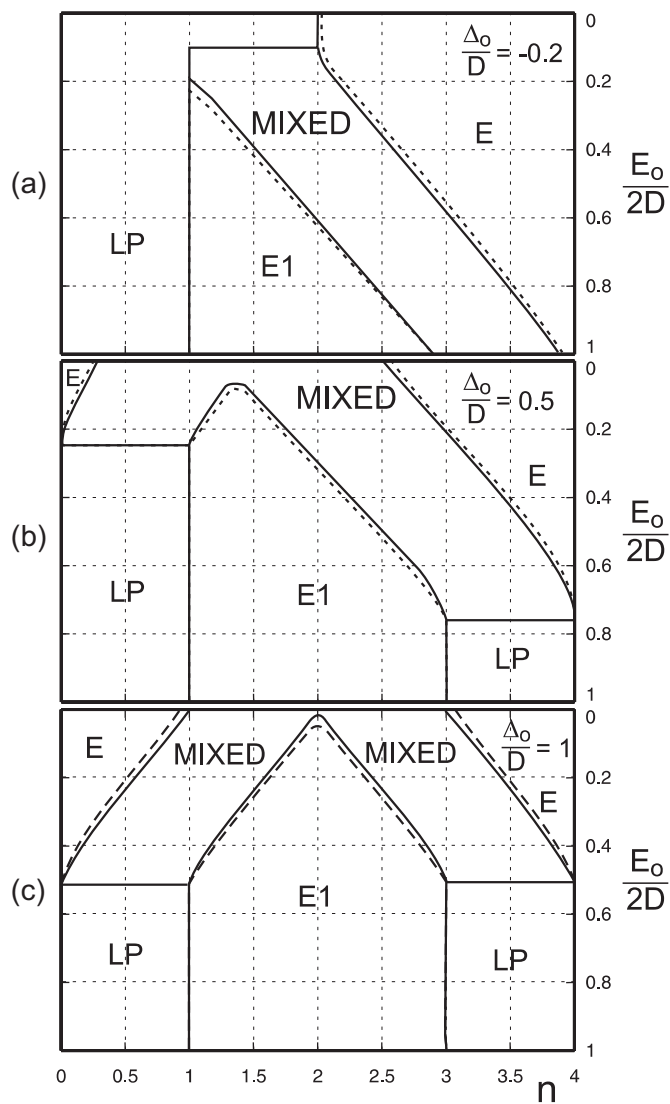 (a)
Δₒ/D = -0.2
MIXED
E
LP
E1
0
0.2
0.4
0.6
0.8
1
Eₒ/2D
(b)
E
MIXED
Δₒ/D = 0.5
E
LP
E1
LP
0
0.2
0.4
0.6
0.8
1
Eₒ/2D
(c)
E
MIXED
MIXED
Δₒ/D = 1
E
E1
LP
LP
0
0.2
0.4
0.6
0.8
1
Eₒ/2D
0 0.5 1 1.5 2 2.5 3 3.5 4
n